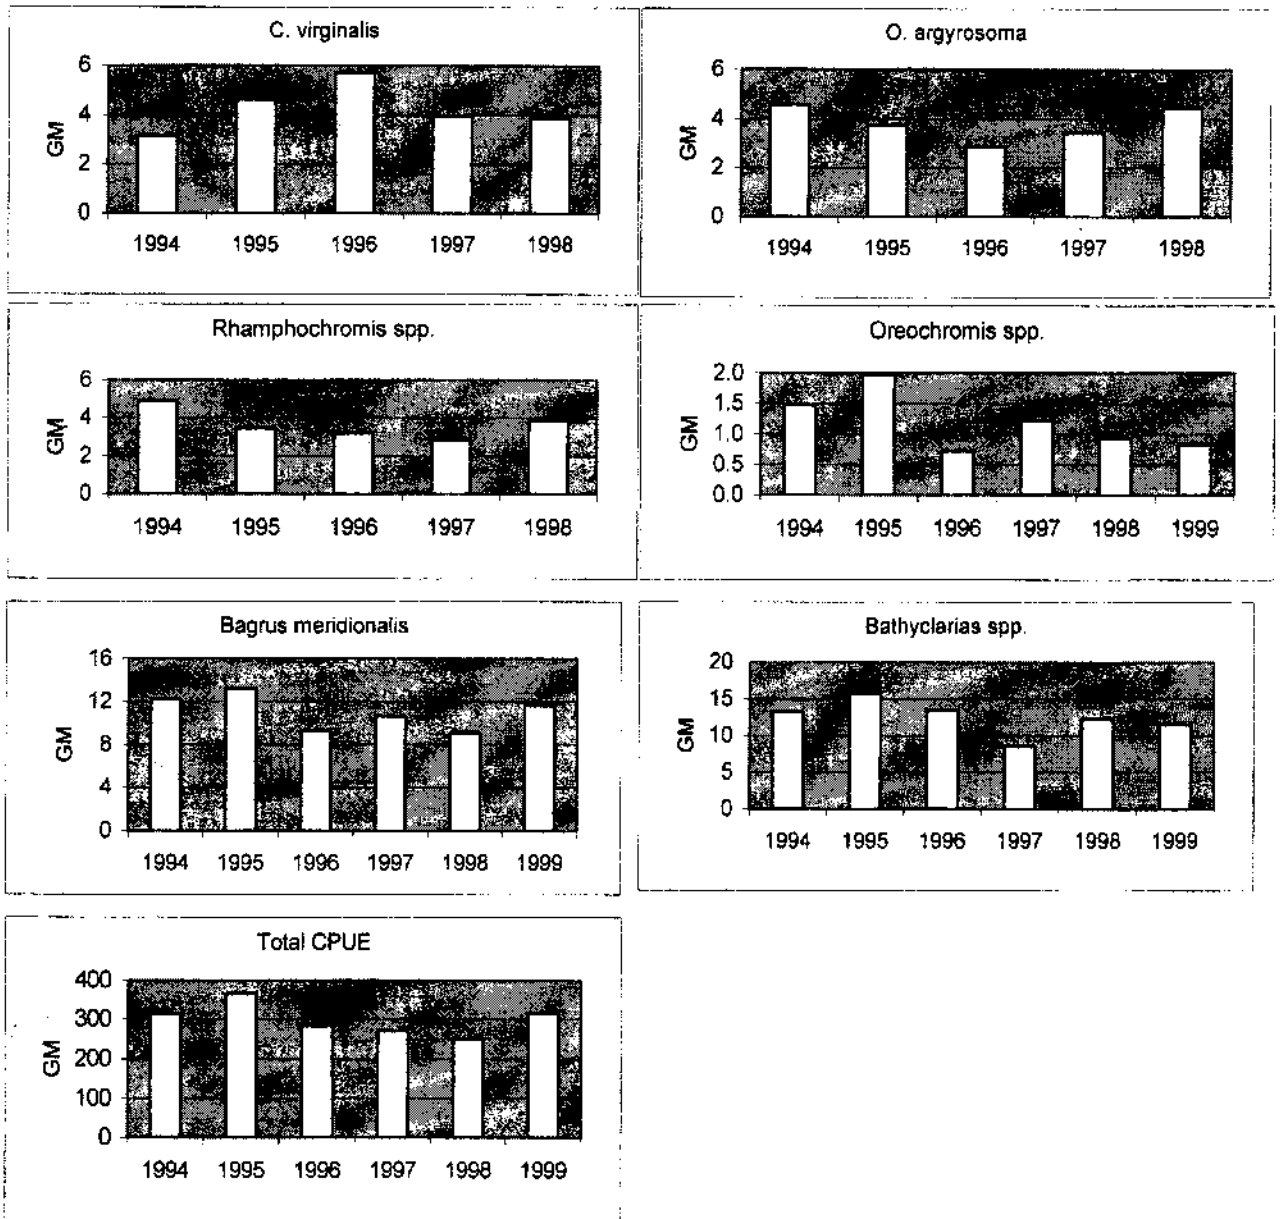 C. virginalis
6
4
2
0
GM
1994 1995 1996 1997 1998
O. argyrosoma
6
4
2
0
GM
1994 1995 1996 1997 1998
Rhamphochromis spp.
6
4
2
0
GM
1994 1995 1996 1997 1998
Oreochromis spp.
2.0
1.5
1.0
0.5
0.0
GM
1994 1995 1996 1997 1998 1999
Bagrus meridionalis
16
12
8
4
0
GM
1994 1995 1996 1997 1998 1999
Bathyclarias spp.
20
15
10
5
0
GM
1994 1995 1996 1997 1998 1999
Total CPUE
400
300
200
100
0
GM
1994 1995 1996 1997 1998 1999